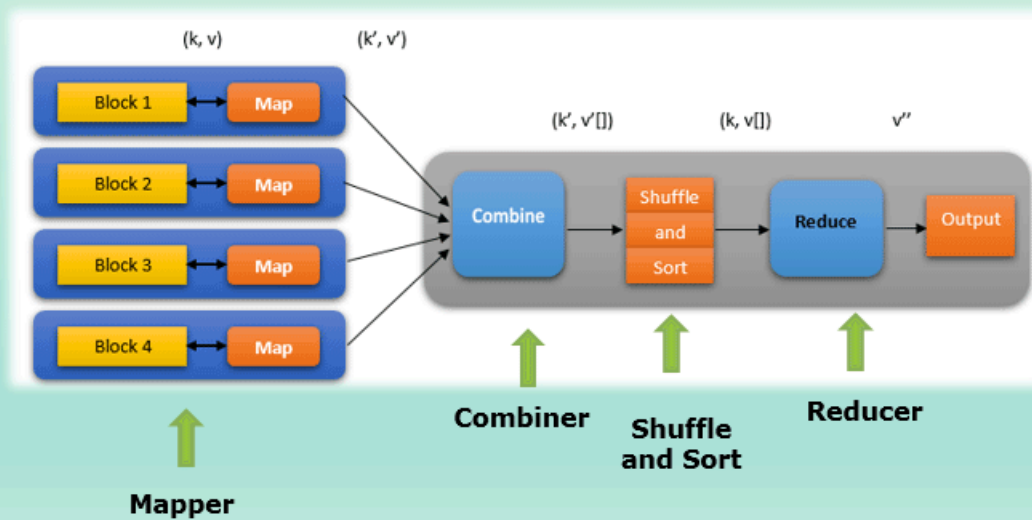 (k, v)
(k’, v’)
Block 1
Map
Block 2
Map
Block 3
Map
Block 4
Map
(k’, v’[])
(k, v[])
v’’
Combine
Shuffle
and
Sort
Reduce
Output
Mapper
Combiner
Shuffle
and Sort
Reducer